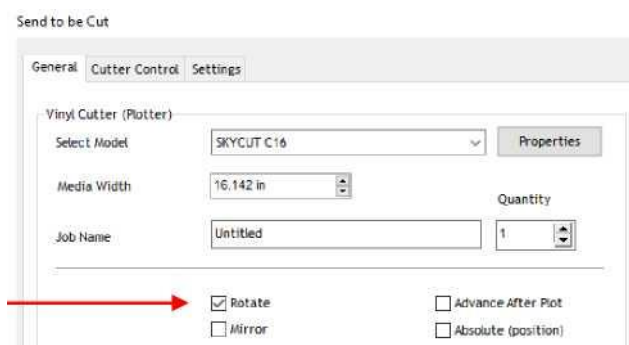 Send to be Cut
General Cutter Control Settings
Vinyl Cutter (Plotter)
Select Model SKYCUT C16 Properties
Media Width 16.142 in
Quantity
Job Name Untitled 1
Rotate Advance After Plot
Mirror Absolute (position)